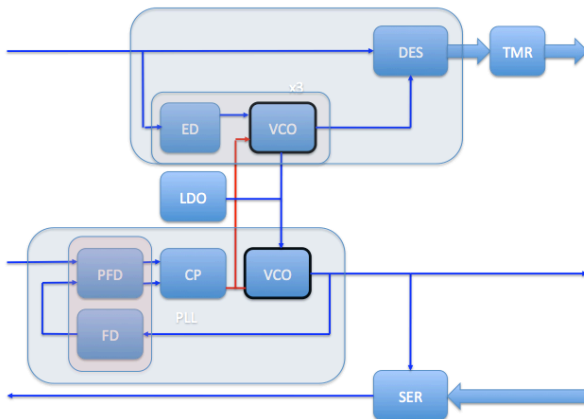 DES
TMR
x3
ED
VCO
LDO
PFD
CP
VCO
PLL
FD
SER